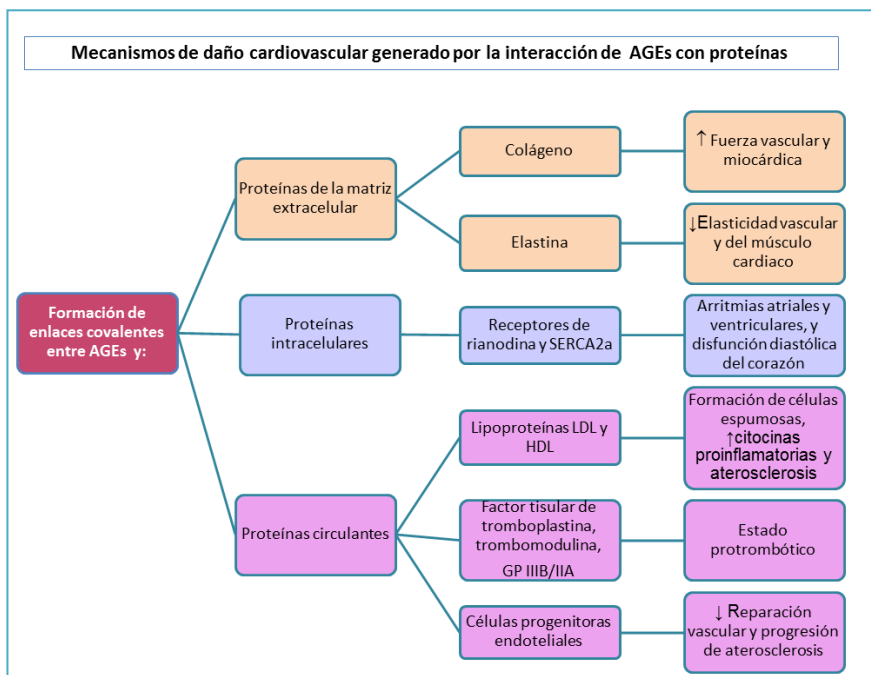 Mecanismos de daño cardiovascular generado por la interacción de AGEs con proteínas
Formación de
enlaces covalentes
entre AGEs y:
Proteínas de la matriz
extracelular
Colágeno
↑ Fuerza vascular y
miocárdica
Elastina
↓Elasticidad vascular
y del músculo
cardiaco
Proteínas
intracelulares
Receptores de
rianodina y SERCA2a
Arritmias atriales y
ventriculares, y
disfunción diastólica
del corazón
Proteínas circulantes
Lipoproteínas LDL y
HDL
Formación de células
espumosas,
↑citocinas
proinflamatorias y
aterosclerosis
Factor tisular de
tromboplastina,
trombomodulina,
GP IIIB/IIA
Estado
protrombótico
Células progenitoras
endoteliales
↓ Reparación
vascular y progresión
de aterosclerosis